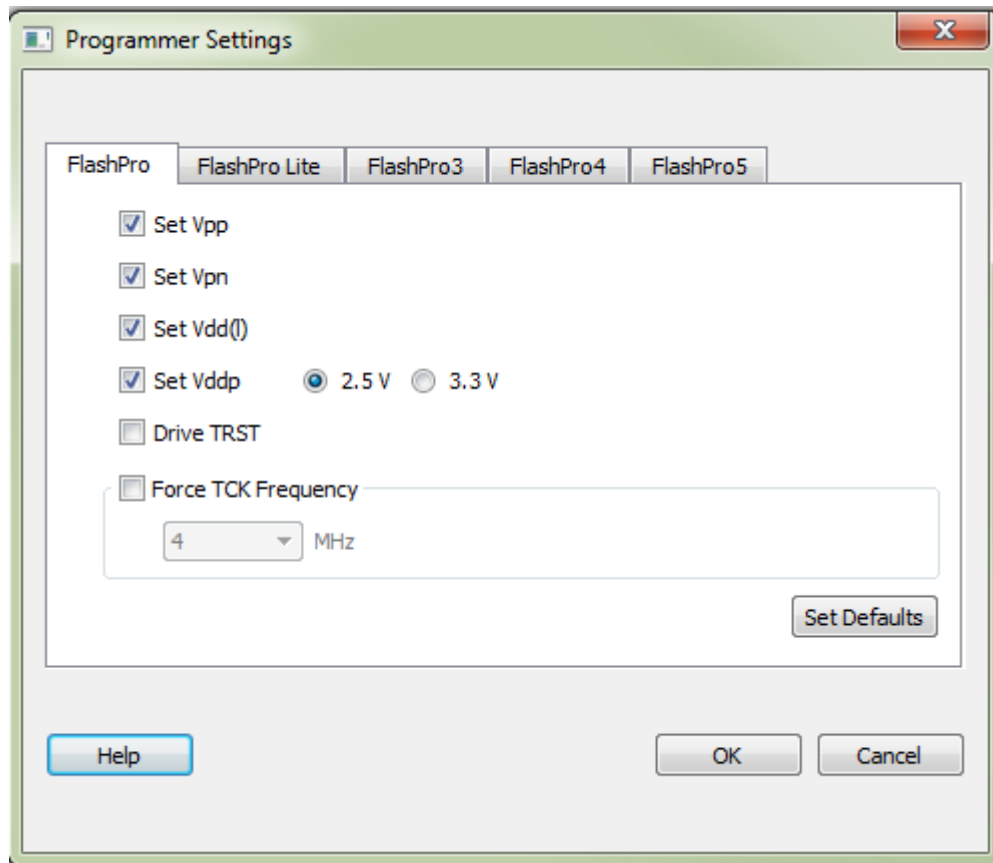 Programmer Settings
FlashPro FlashPro Lite FlashPro3 FlashPro4 FlashPro5
Set Vpp
Set Vpn
Set Vdd(l)
Set Vddp 2.5 V 3.3 V
Drive TRST
Force TCK Frequency
4 MHz
Set Defaults
Help OK Cancel